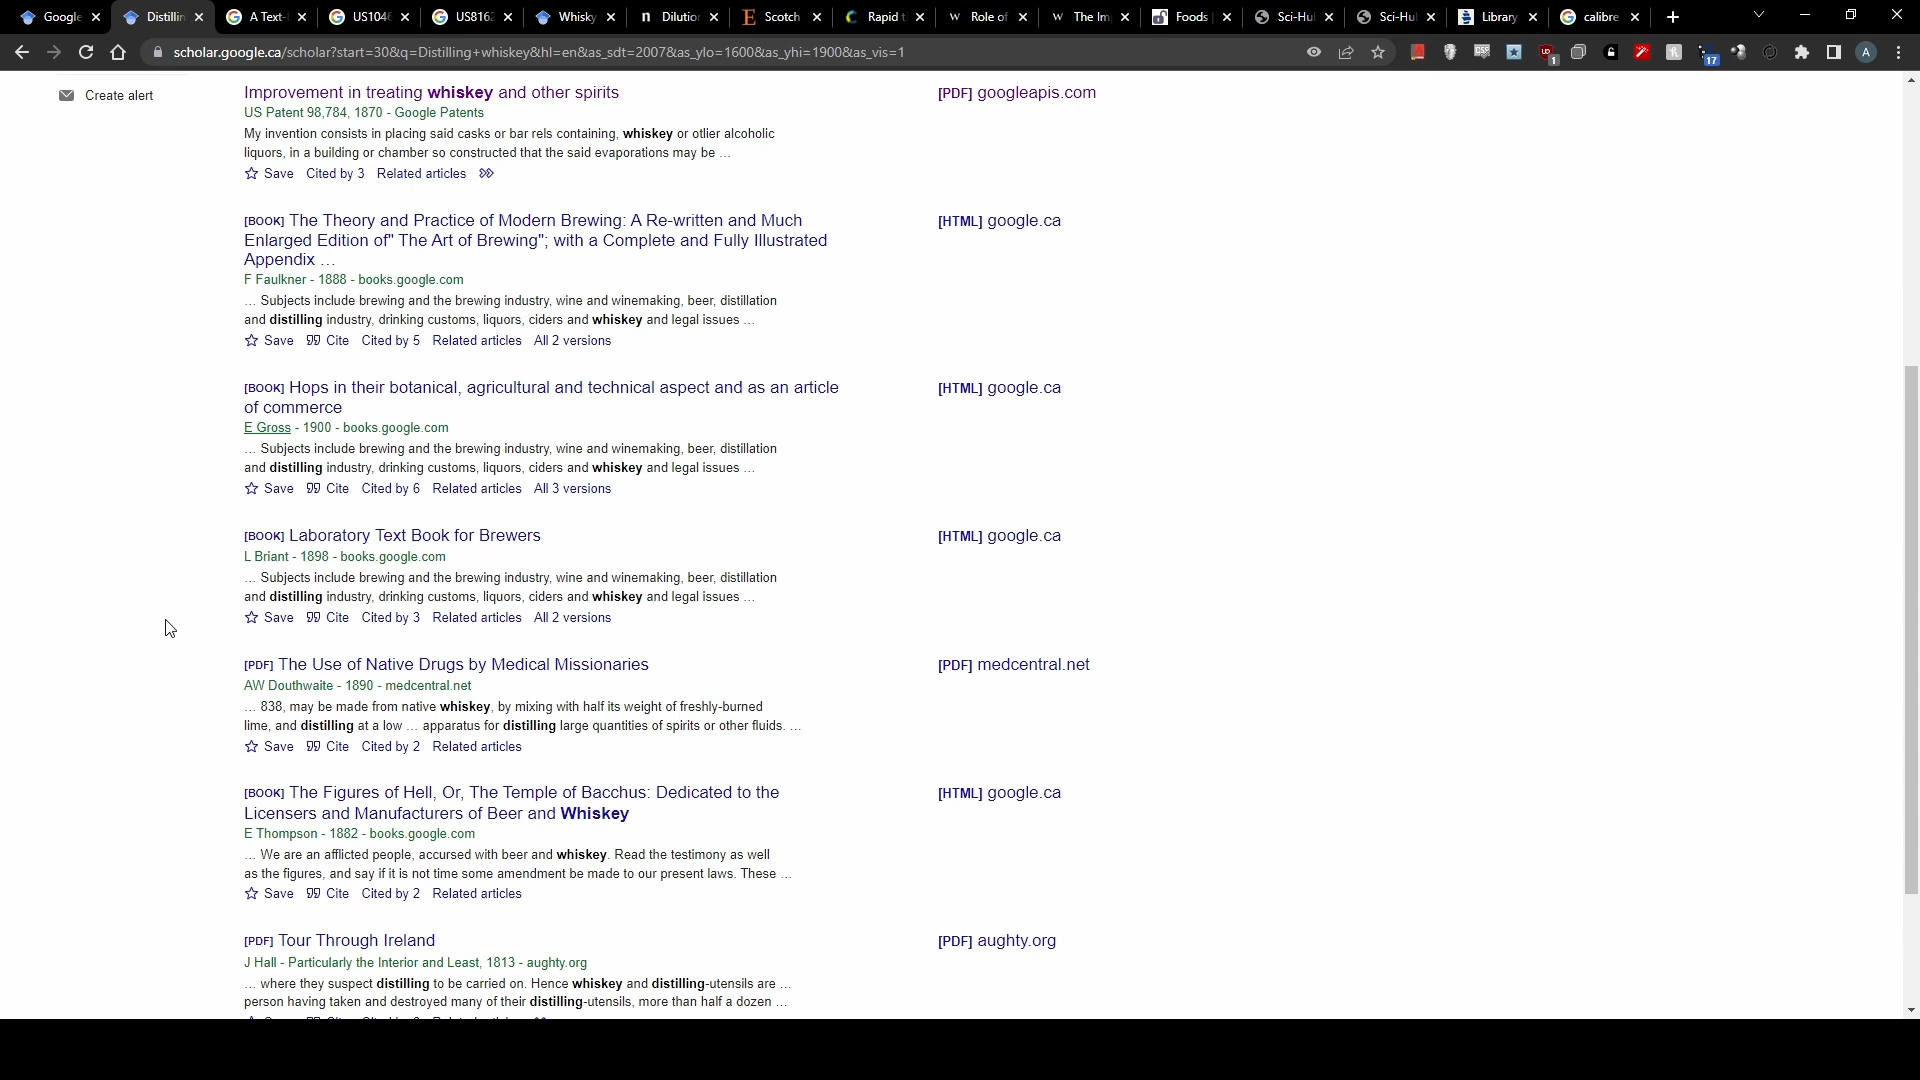 Google
Distillin
A Text-
US1046
US8162
Whisky
Dilution
Scotch
Rapid t
Role of
The Im
Foods
Sci-Hu
Sci-Hu
Library
calibre
scholar.google.ca/scholar?start=30&q=Distilling+whiskey&hl=en&as_sdt=2007&as_ylo=1600&as_yhi=1900&as_vis=1
1
17
A
Create alert
Improvement in treating whiskey and other spirits
[PDF] googleapis.com
US Patent 98,784, 1870 - Google Patents
My invention consists in placing said casks or bar rels containing, whiskey or otlier alcoholic
liquors, in a building or chamber so constructed that the said evaporations may be …
Save Cited by 3 Related articles
[BOOK] The Theory and Practice of Modern Brewing: A Re-written and Much
[HTML] google.ca
Enlarged Edition of" The Art of Brewing"; with a Complete and Fully Illustrated
Appendix …
F Faulkner - 1888 - books.google.com
… Subjects include brewing and the brewing industry, wine and winemaking, beer, distillation
and distilling industry, drinking customs, liquors, ciders and whiskey and legal issues …
Save Cite Cited by 5 Related articles All 2 versions
[BOOK] Hops in their botanical, agricultural and technical aspect and as an article
[HTML] google.ca
of commerce
E Gross - 1900 - books.google.com
… Subjects include brewing and the brewing industry, wine and winemaking, beer, distillation
and distilling industry, drinking customs, liquors, ciders and whiskey and legal issues …
Save Cite Cited by 6 Related articles All 3 versions
[BOOK] Laboratory Text Book for Brewers
[HTML] google.ca
L Briant - 1898 - books.google.com
… Subjects include brewing and the brewing industry, wine and winemaking, beer, distillation
and distilling industry, drinking customs, liquors, ciders and whiskey and legal issues …
Save Cite Cited by 3 Related articles All 2 versions
[PDF] The Use of Native Drugs by Medical Missionaries
[PDF] medcentral.net
AW Douthwaite - 1890 - medcentral.net
… 838, may be made from native whiskey, by mixing with half its weight of freshly-burned
lime, and distilling at a low … apparatus for distilling large quantities of spirits or other fluids. …
Save Cite Cited by 2 Related articles
[BOOK] The Figures of Hell, Or, The Temple of Bacchus: Dedicated to the
[HTML] google.ca
Licensers and Manufacturers of Beer and Whiskey
E Thompson - 1882 - books.google.com
… We are an afflicted people, accursed with beer and whiskey. Read the testimony as well
as the figures, and say if it is not time some amendment be made to our present laws. These …
Save Cite Cited by 2 Related articles
[PDF] Tour Through Ireland
[PDF] aughty.org
J Hall - Particularly the Interior and Least, 1813 - aughty.org
… where they suspect distilling to be carried on. Hence whiskey and distilling-utensils are …
person having taken and destroyed many of their distilling-utensils, more than half a dozen …